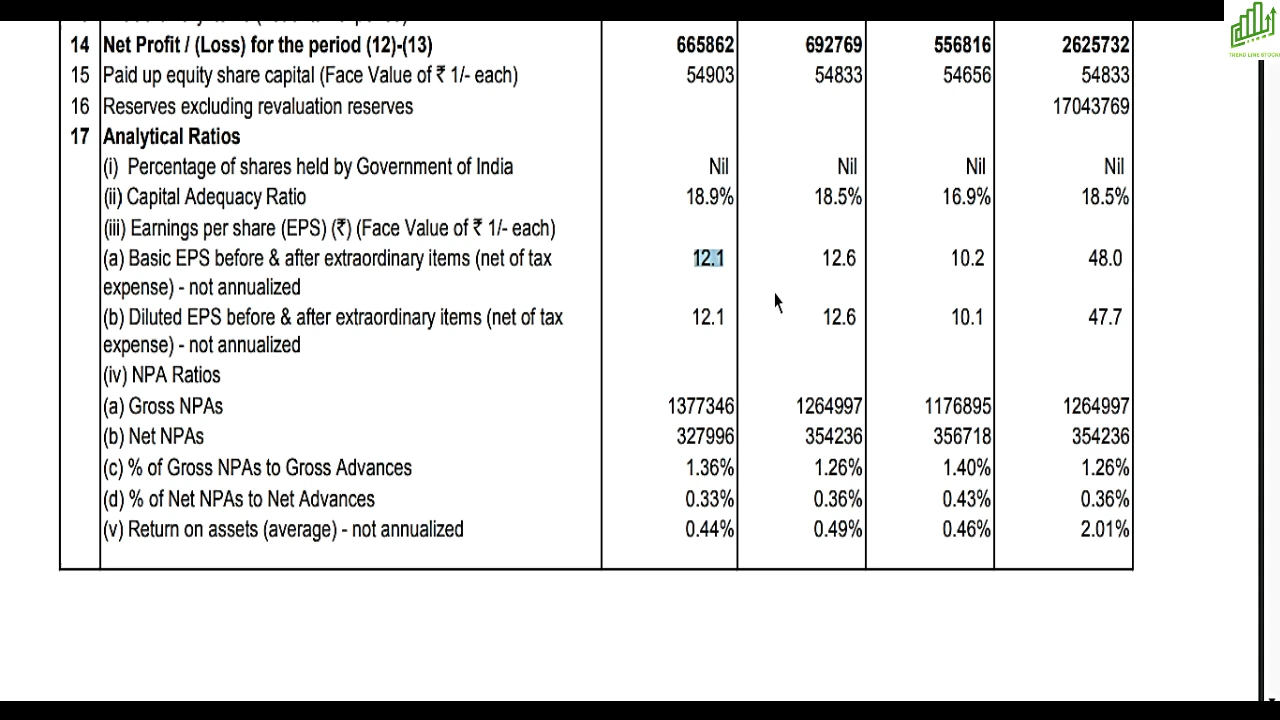 14 Net Profit / (Loss) for the period (12)-(13) 665862 692769 556816 2625732
15 Paid up equity share capital (Face Value of ₹ 1/- each) 54903 54833 54656 54833
16 Reserves excluding revaluation reserves 17043769
17 Analytical Ratios
(i) Percentage of shares held by Government of India Nil Nil Nil Nil
(ii) Capital Adequacy Ratio 18.9% 18.5% 16.9% 18.5%
(iii) Earnings per share (EPS) (₹) (Face Value of ₹ 1/- each)
(a) Basic EPS before & after extraordinary items (net of tax 12.1 12.6 10.2 48.0
expense) - not annualized
(b) Diluted EPS before & after extraordinary items (net of tax 12.1 12.6 10.1 47.7
expense) - not annualized
(iv) NPA Ratios
(a) Gross NPAs 1377346 1264997 1176895 1264997
(b) Net NPAs 327996 354236 356718 354236
(c) % of Gross NPAs to Gross Advances 1.36% 1.26% 1.40% 1.26%
(d) % of Net NPAs to Net Advances 0.33% 0.36% 0.43% 0.36%
(v) Return on assets (average) - not annualized 0.44% 0.49% 0.46% 2.01%
TREND LINE STOCK